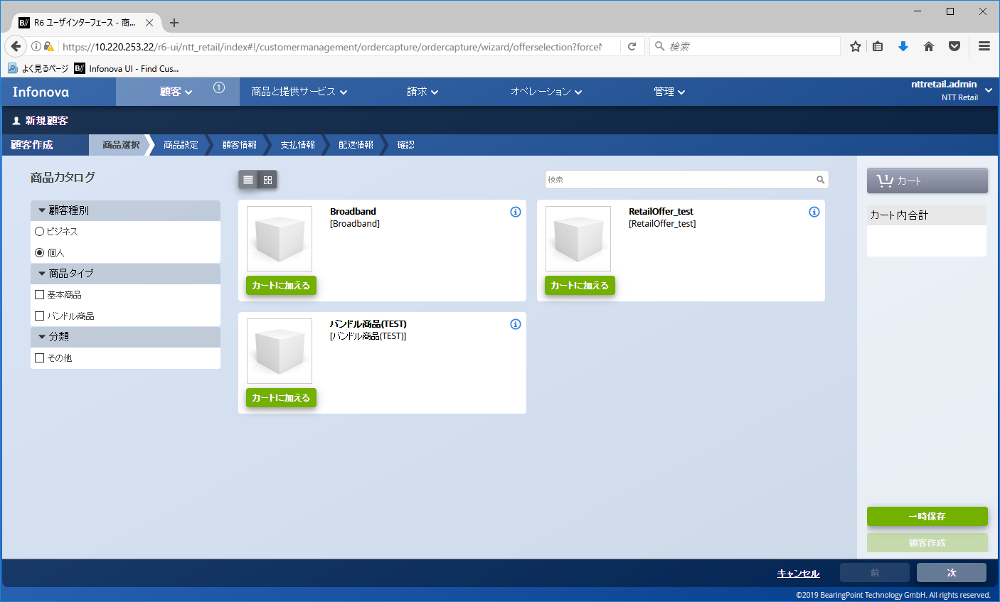 R6 ユーザインターフェース - 商...
https://10.220.253.22/r6-ui/ntt_retail/index#!/customermanagement/ordercapture/ordercapture/wizard/offerselection?forceN
検索
よく見るページ
Infonova UI - Find Cus...
Infonova
顧客
1
商品と提供サービス
請求
オペレーション
管理
nttretail.admin
NTT Retail
新規顧客
顧客作成
商品選択
商品設定
顧客情報
支払情報
配送情報
確認
商品カタログ
顧客種別
ビジネス
個人
商品タイプ
基本商品
バンドル商品
分類
その他
検索
Broadband
[Broadband]
カートに加える
RetailOffer_test
[RetailOffer_test]
カートに加える
バンドル商品(TEST)
[バンドル商品(TEST)]
カートに加える
1
カート
カート内合計
一時保存
顧客作成
キャンセル
前
次
©2019 BearingPoint Technology GmbH. All rights reserved.